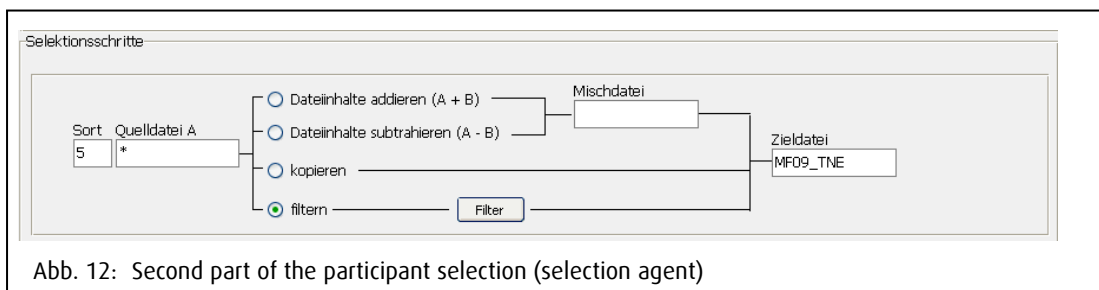 Selektionsschritte
Dateiinhalte addieren (A + B)
Mischdatei
Sort Quelldatei A
Dateiinhalte subtrahieren (A - B)
Zieldatei
5 *
MF09_TNE
kopieren
filtern Filter
Abb. 12: Second part of the participant selection (selection agent)